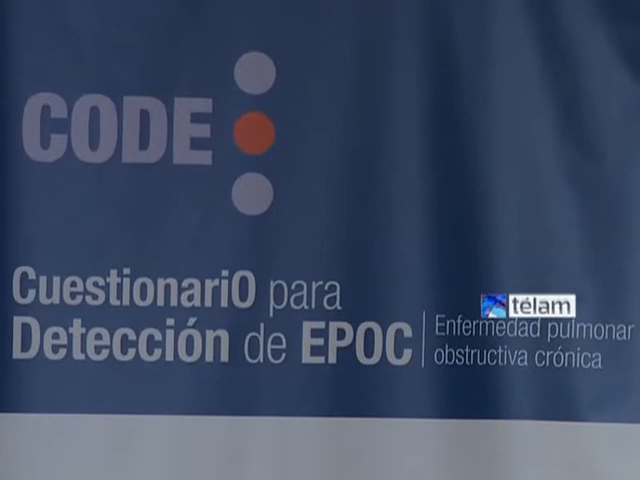 CODE
CuestionariO para
Detección de EPOC
Enfermedad pulmonar
obstructiva crónica
télam